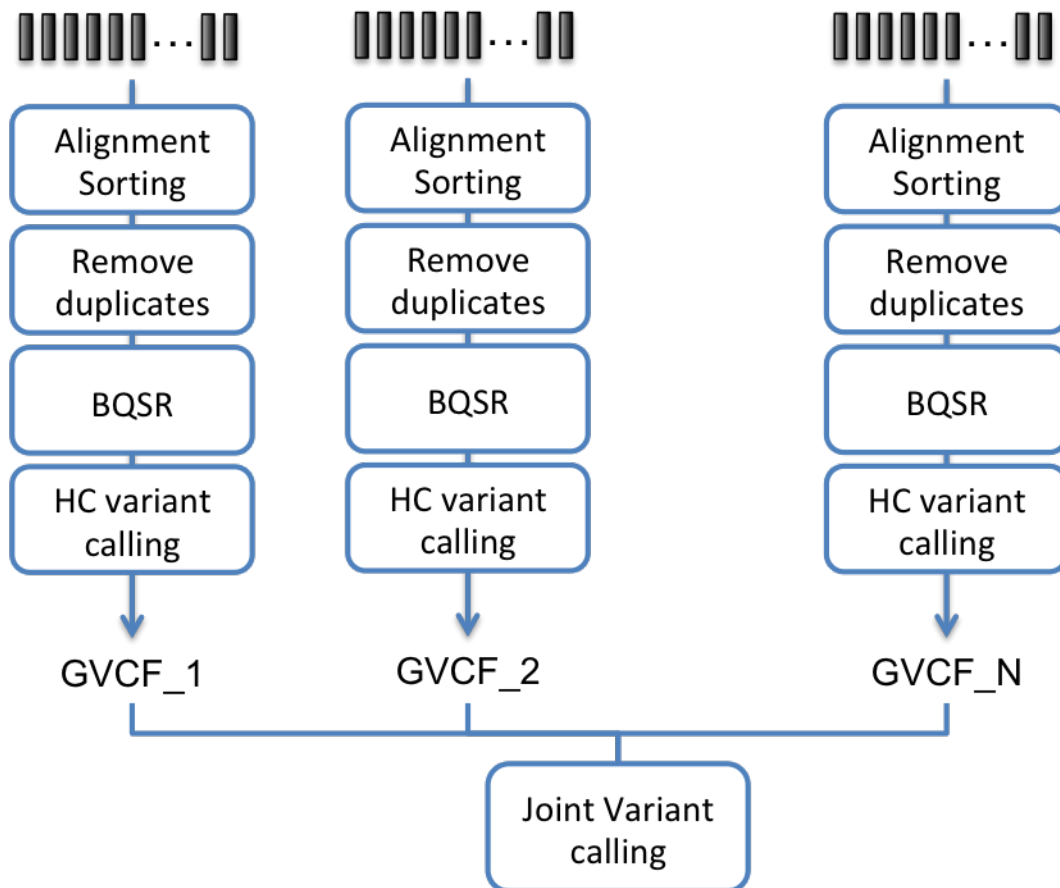 ... ... ...
Alignment
Sorting
Remove
duplicates
BQSR
HC variant
calling
GVCF_1
Alignment
Sorting
Remove
duplicates
BQSR
HC variant
calling
GVCF_2
Alignment
Sorting
Remove
duplicates
BQSR
HC variant
calling
GVCF_N
Joint Variant
calling